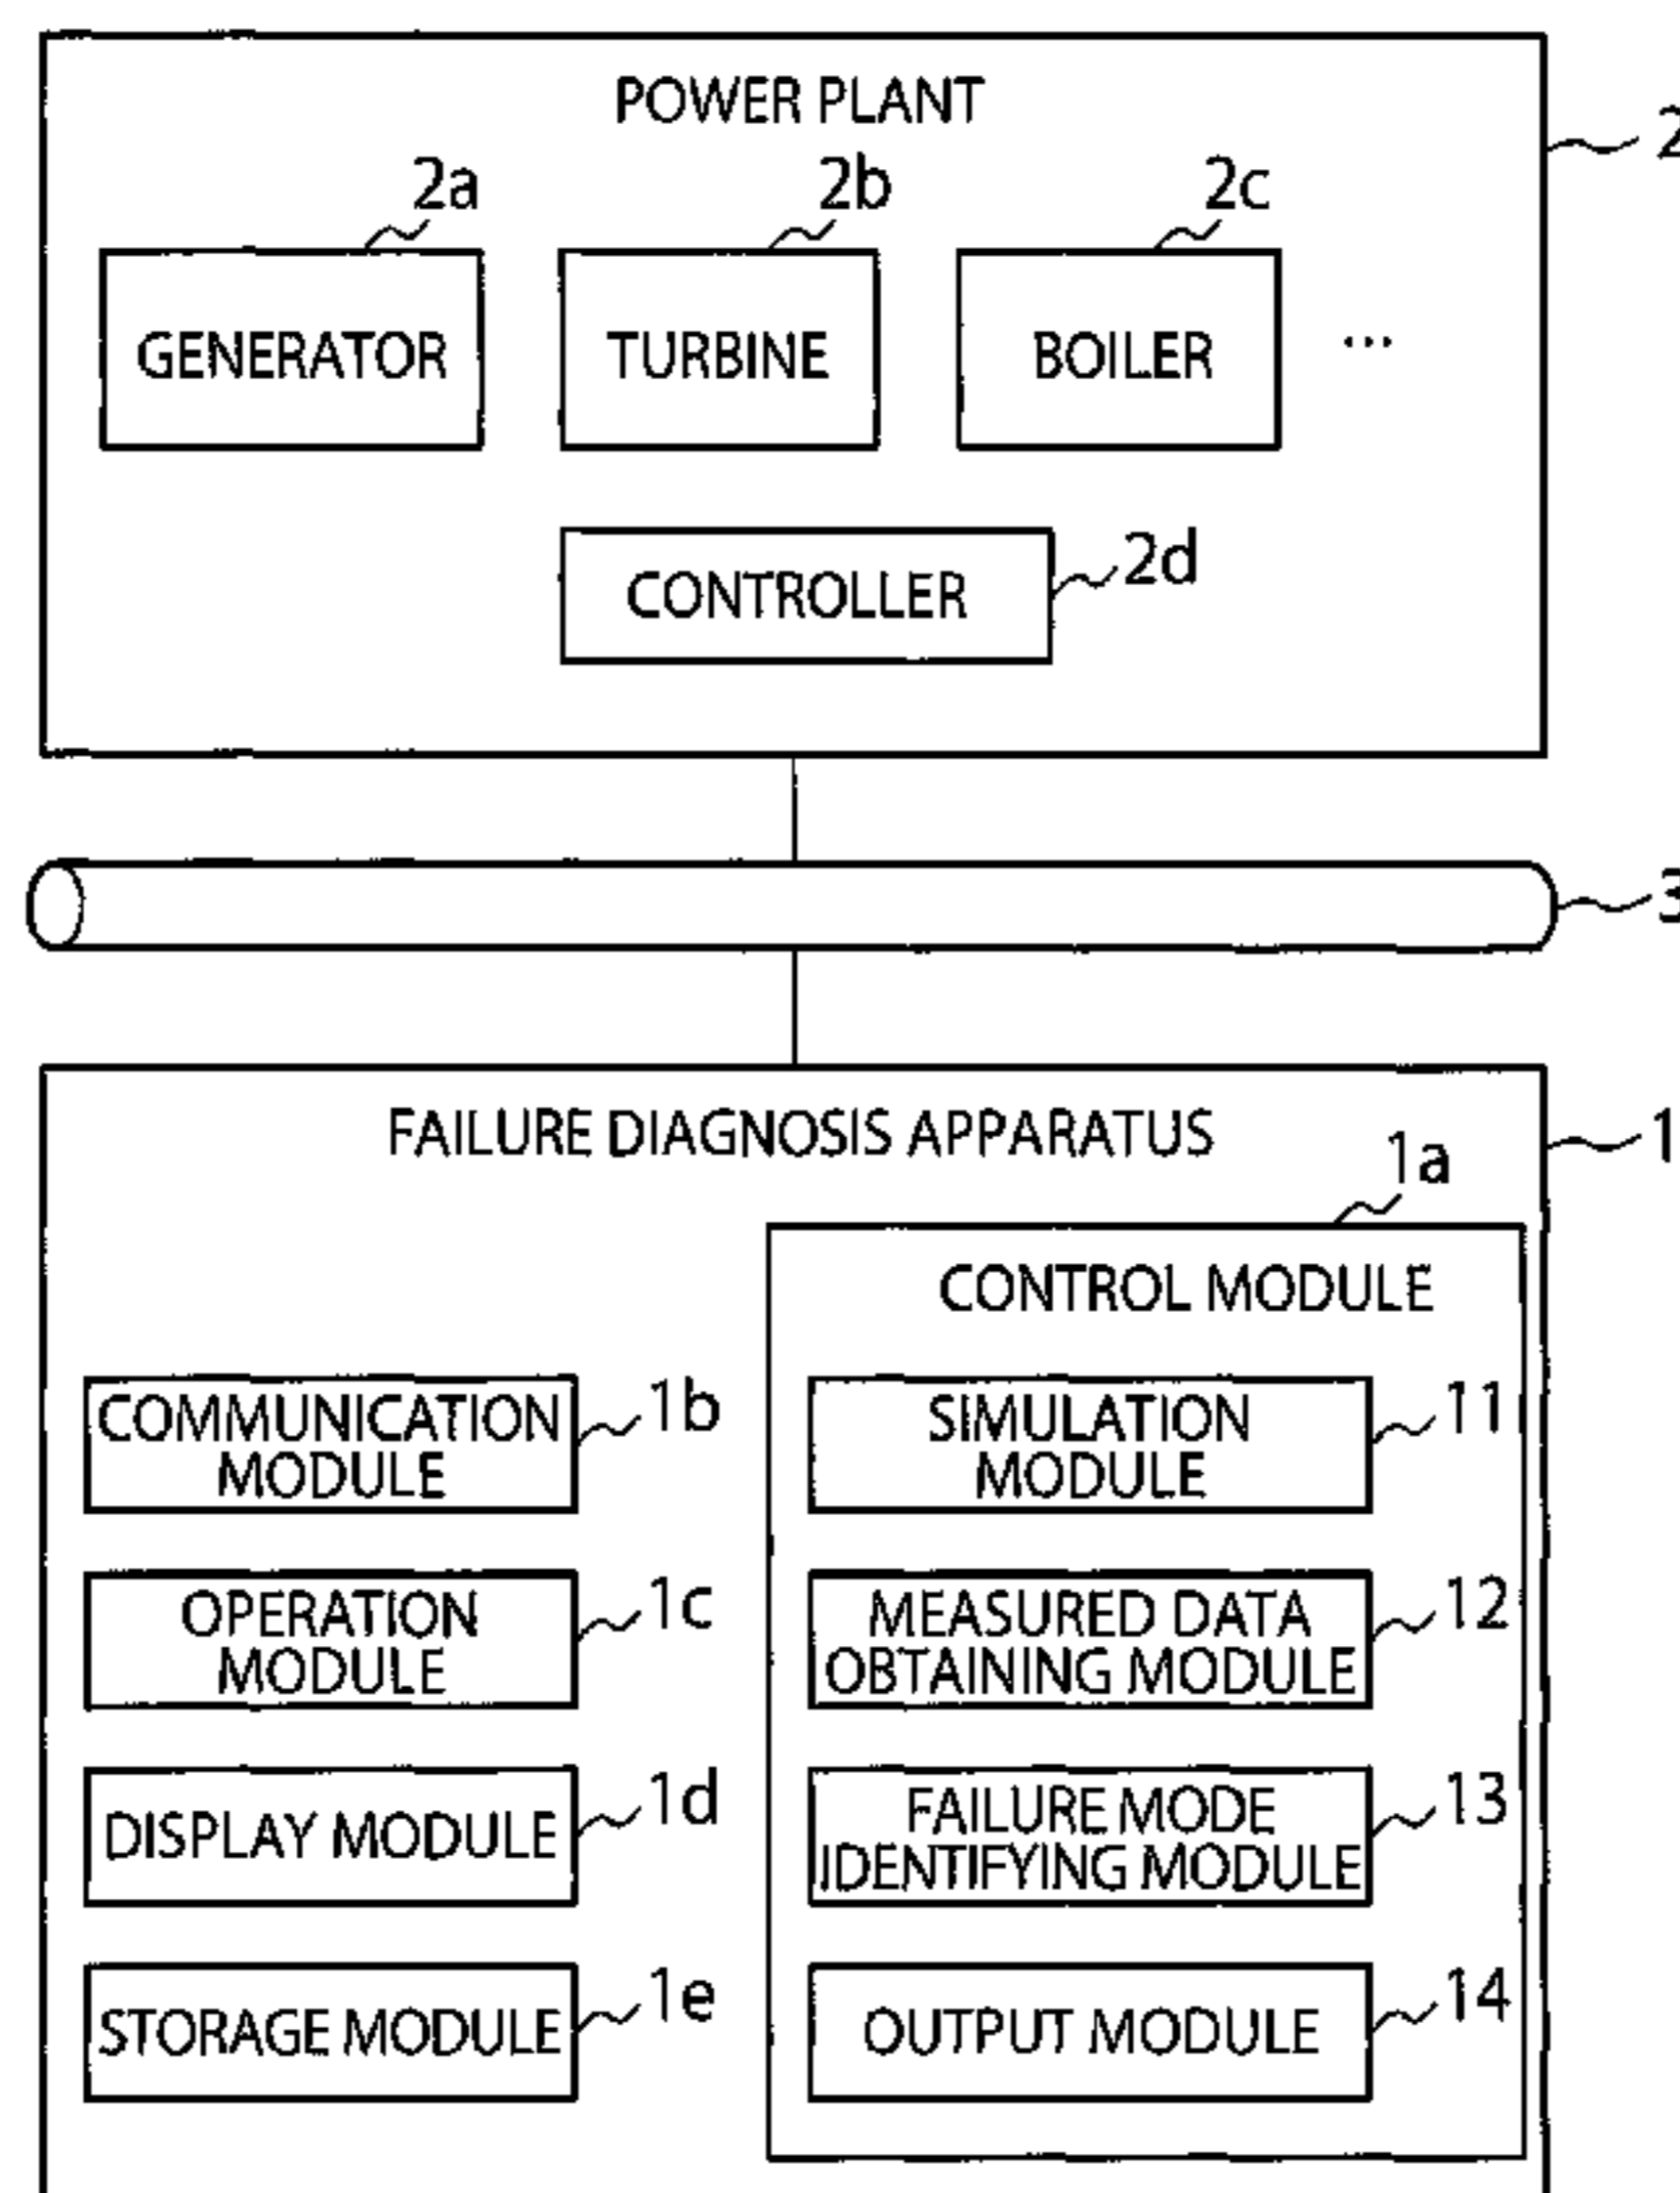 POWER PLANT
2
2a
2b
2c
GENERATOR
TURBINE
BOILER
...
CONTROLLER
2d
3
FAILURE DIAGNOSIS APPARATUS
1
1a
CONTROL MODULE
COMMUNICATION
MODULE
1b
SIMULATION
MODULE
11
OPERATION
MODULE
1c
MEASURED DATA
OBTAINING MODULE
12
DISPLAY MODULE
1d
FAILURE MODE
IDENTIFYING MODULE
13
STORAGE MODULE
1e
OUTPUT MODULE
14